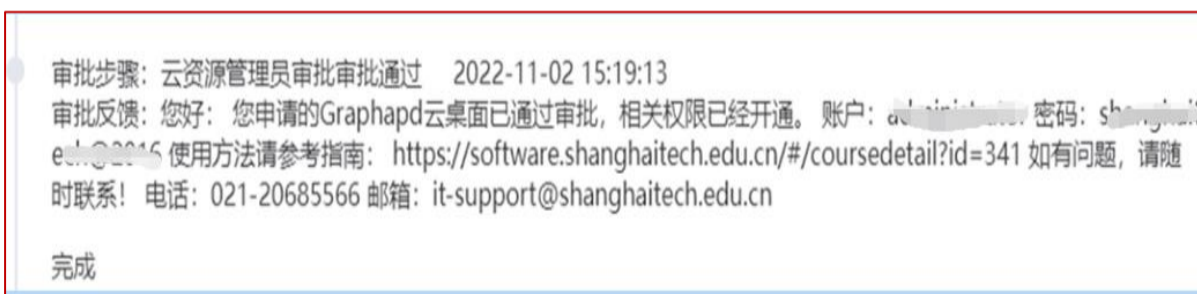 审批步骤：云资源管理员审批审批通过 2022-11-02 15:19:13
审批反馈：您好： 您申请的Graphapd云桌面已通过审批，相关权限已经开通。 账户： 密码：
使用方法请参考指南： https://software.shanghaitech.edu.cn/#/coursedetail?id=341 如有问题，请随
时联系！ 电话：021-20685566 邮箱：it-support@shanghaitech.edu.cn
完成